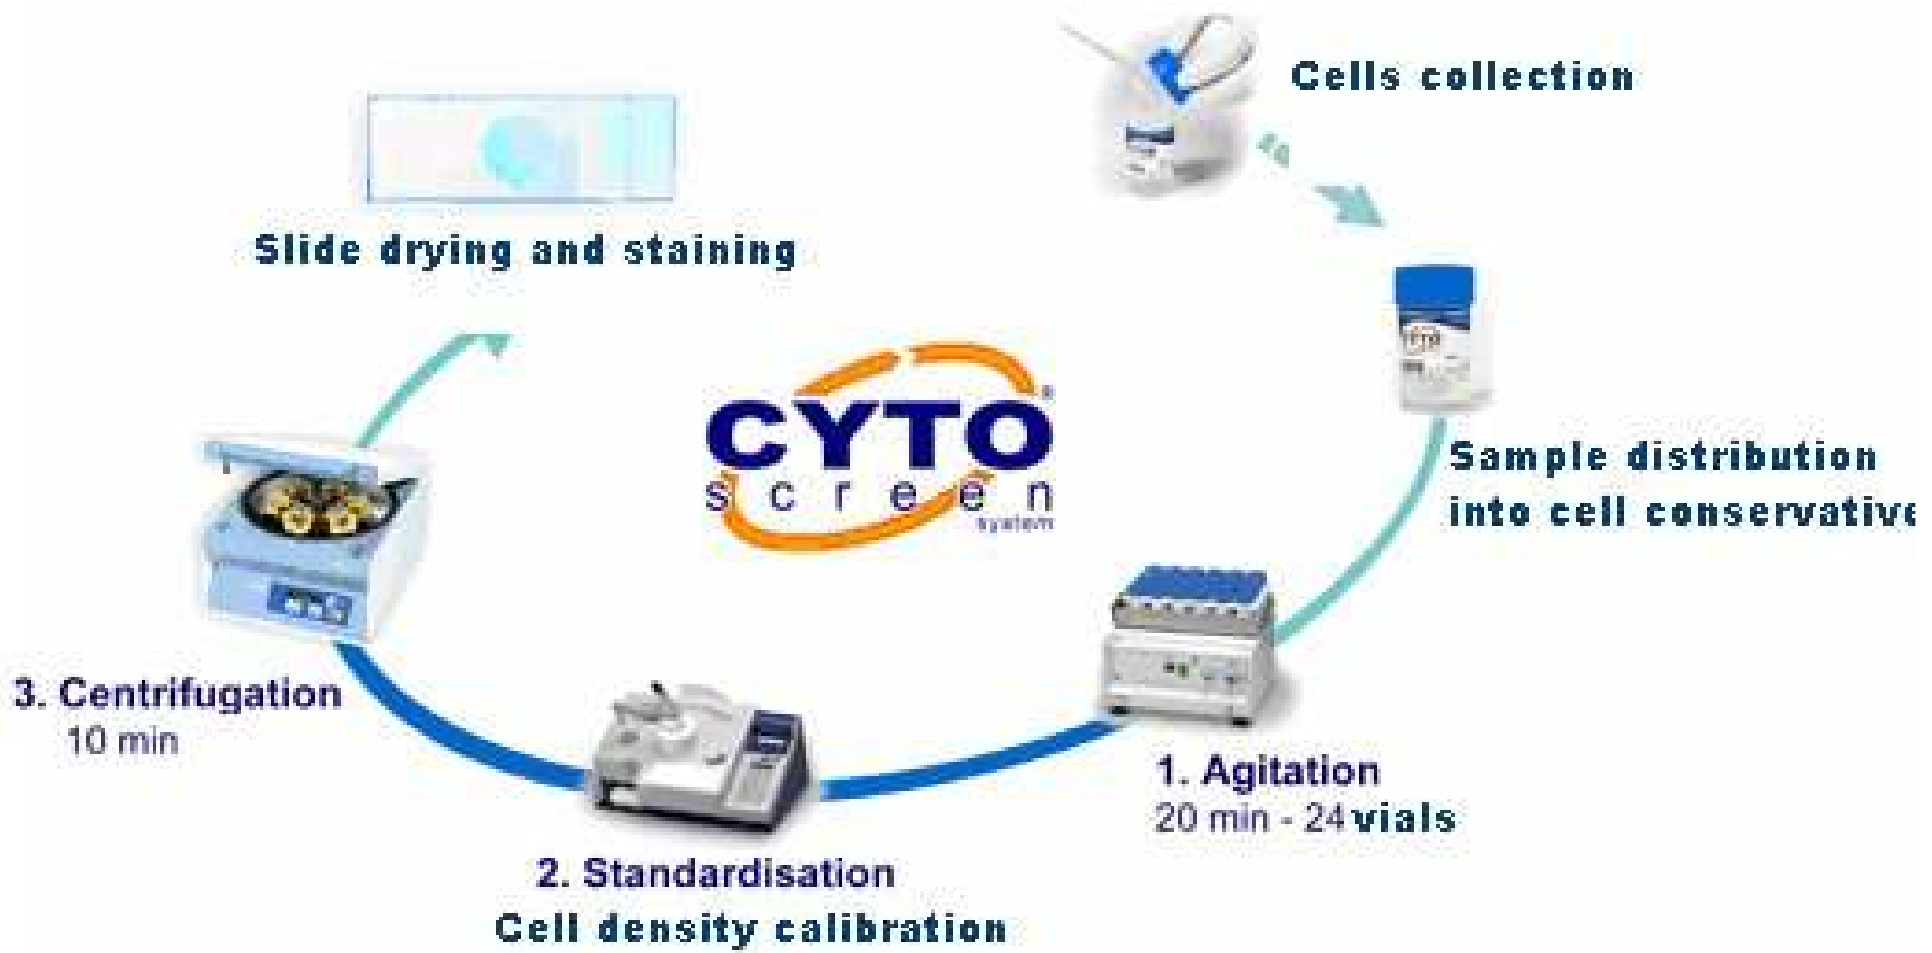 Cells collection
Slide drying and staining
CYTO®
screen
system
Sample distribution
into cell conservative
3. Centrifugation
10 min
1. Agitation
20 min - 24 vials
2. Standardisation
Cell density calibration